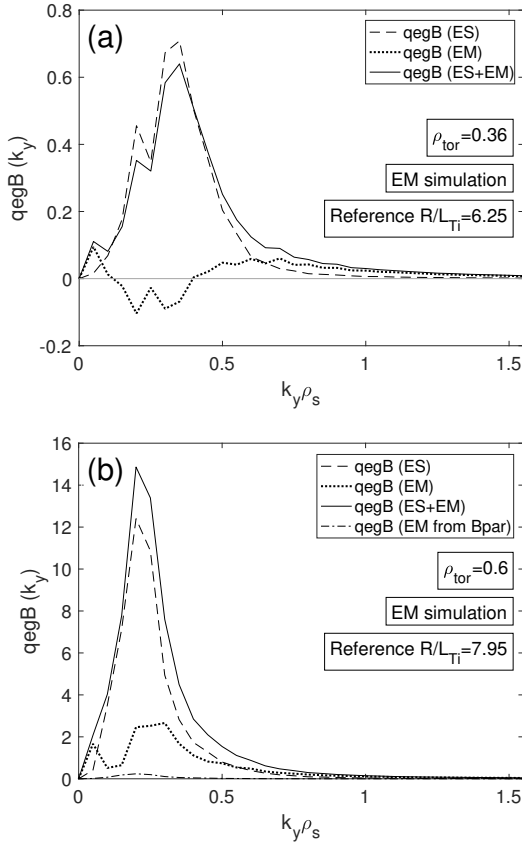 (a)
qegB (ES)
qegB (EM)
qegB (ES+EM)
ρtor=0.36
EM simulation
Reference R/LTi=6.25
qegB (ky)
0.8
0.6
0.4
0.2
0
-0.2
0
0.5
1
1.5
kyρs
(b)
qegB (ES)
qegB (EM)
qegB (ES+EM)
qegB (EM from Bpar)
ρtor=0.6
EM simulation
Reference R/LTi=7.95
qegB (ky)
16
14
12
10
8
6
4
2
0
0
0.5
1
1.5
kyρs